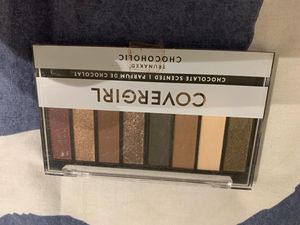 COVERGIRL
CHOCOLATE SCENTED | PARFUM DE CHOCOLAT
TRUNAKED
CHOCOHOLIC